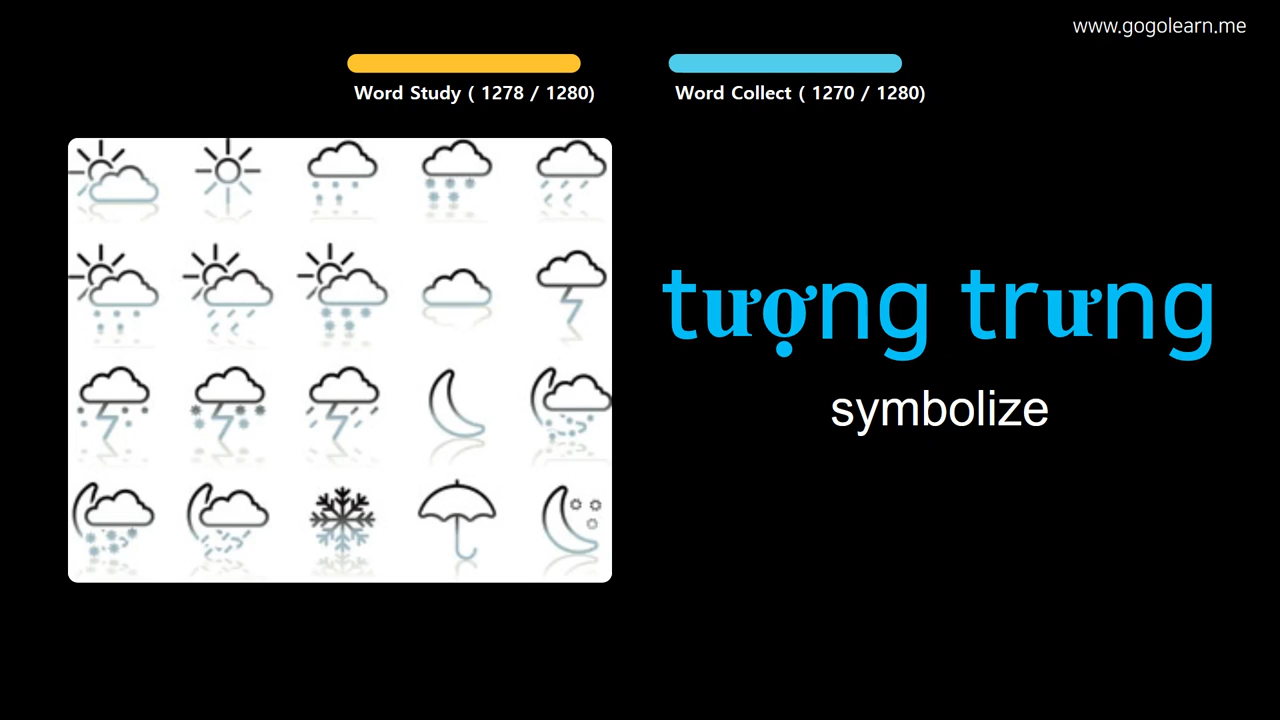 www.gogolearn.me
Word Study ( 1278 / 1280)
Word Collect ( 1270 / 1280)
tượng trưng
symbolize